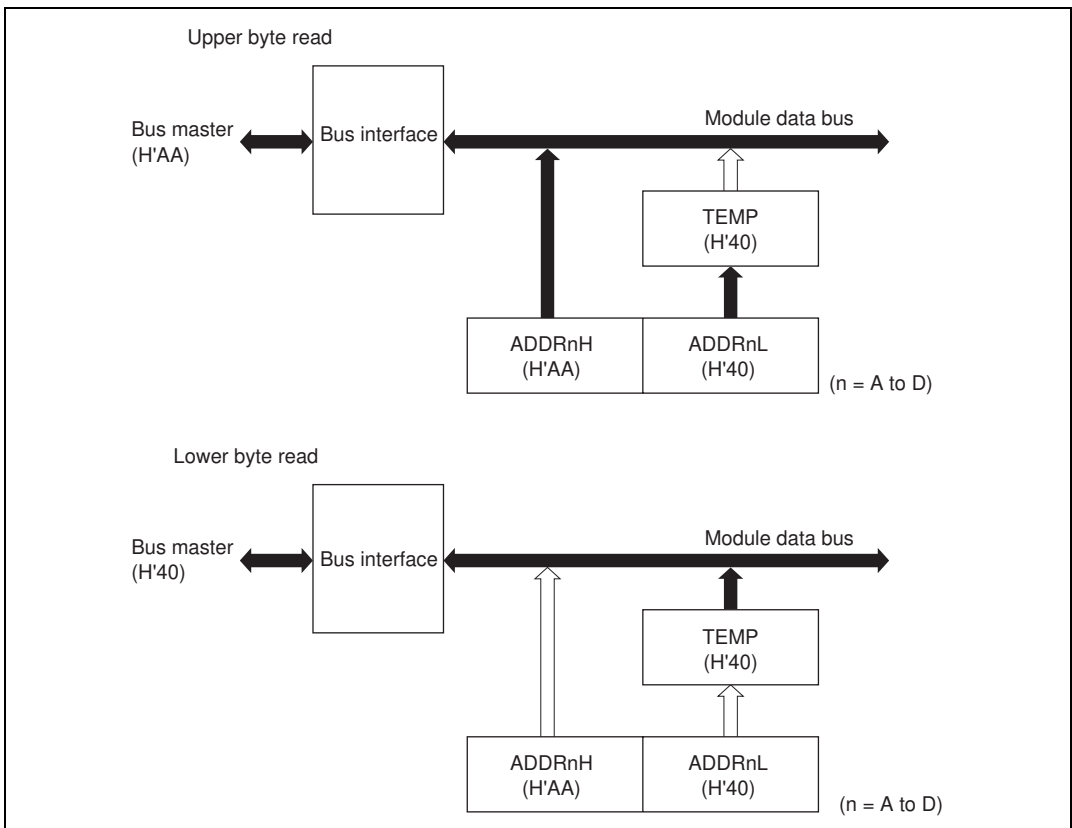 Upper byte read
Bus master
(H'AA)
Bus interface
Module data bus
TEMP
(H'40)
ADDRnH
(H'AA)
ADDRnL
(H'40)
(n = A to D)
Lower byte read
Bus master
(H'40)
Bus interface
Module data bus
TEMP
(H'40)
ADDRnH
(H'AA)
ADDRnL
(H'40)
(n = A to D)